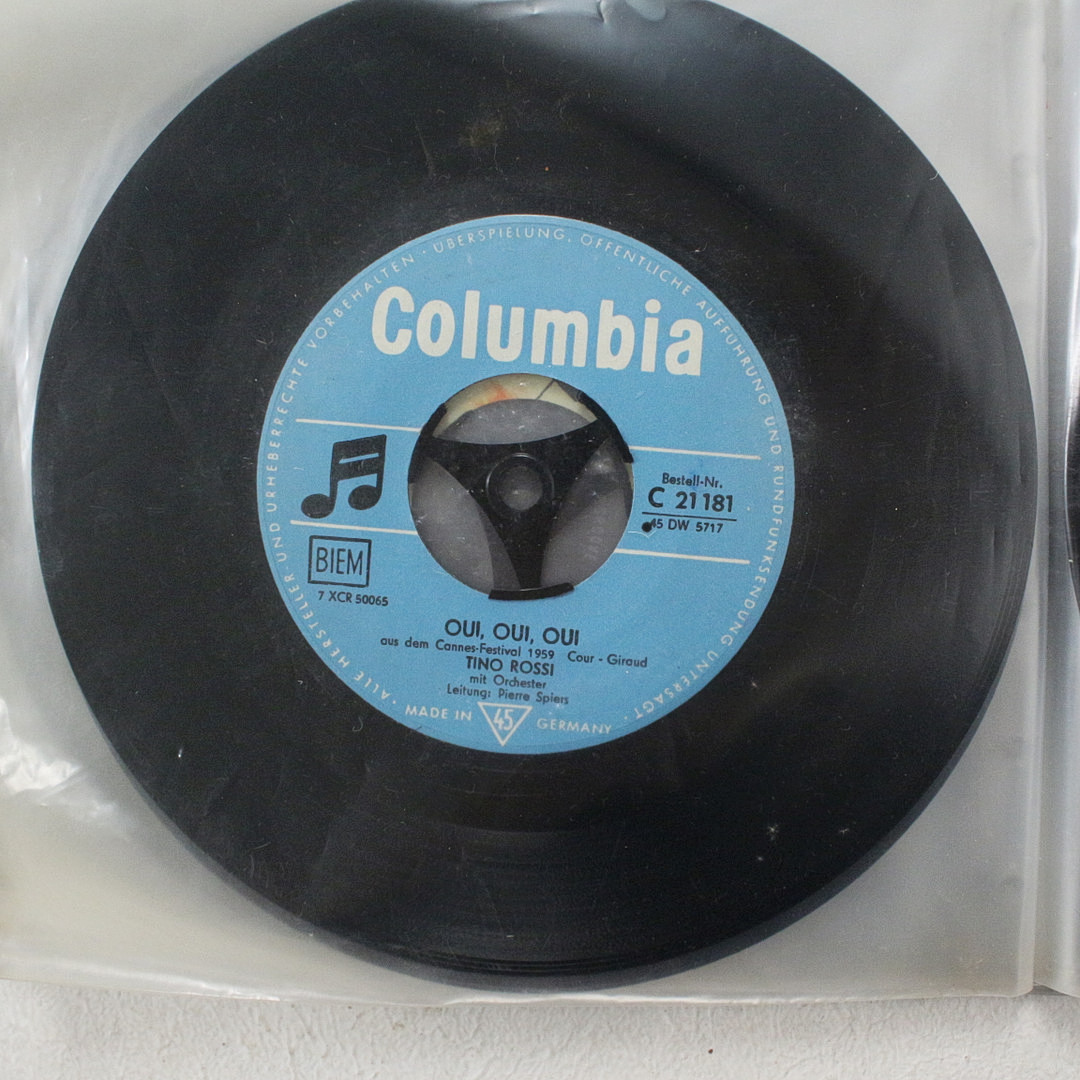 ALLE HERSTELLER UND URHEBERRECHTE VORBEHALTEN · ÜBERSPIELUNG, ÖFFENTLICHE AUFFÜHRUNG UND RUNDFUNKSENDUNG UNTERSAGT ·
Columbia
Bestell-Nr.
C 21181
45 DW 5717
BIEM
7 XCR 50065
OUI, OUI, OUI
aus dem Cannes-Festival 1959 Cour - Giraud
TINO ROSSI
mit Orchester
Leitung: Pierre Spiers
MADE IN 45 GERMANY